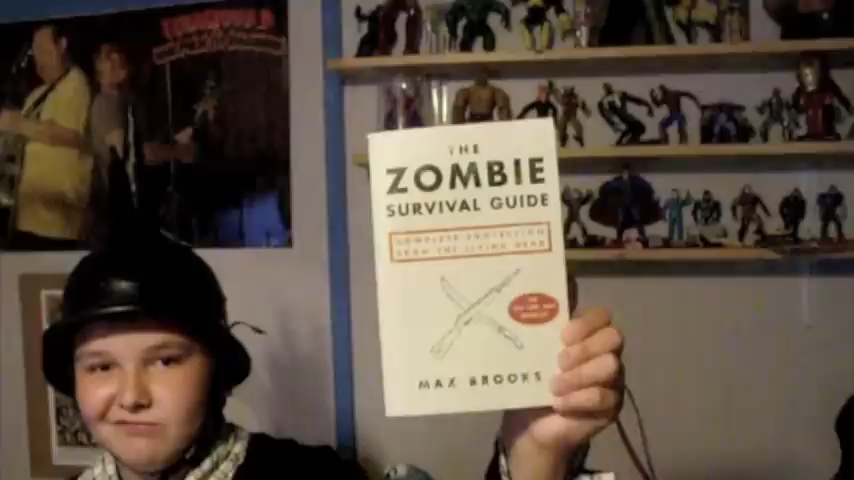 THE
ZOMBIE
SURVIVAL GUIDE
COMPLETE PROTECTION
FROM THE LIVING DEAD
MAX BROOKS